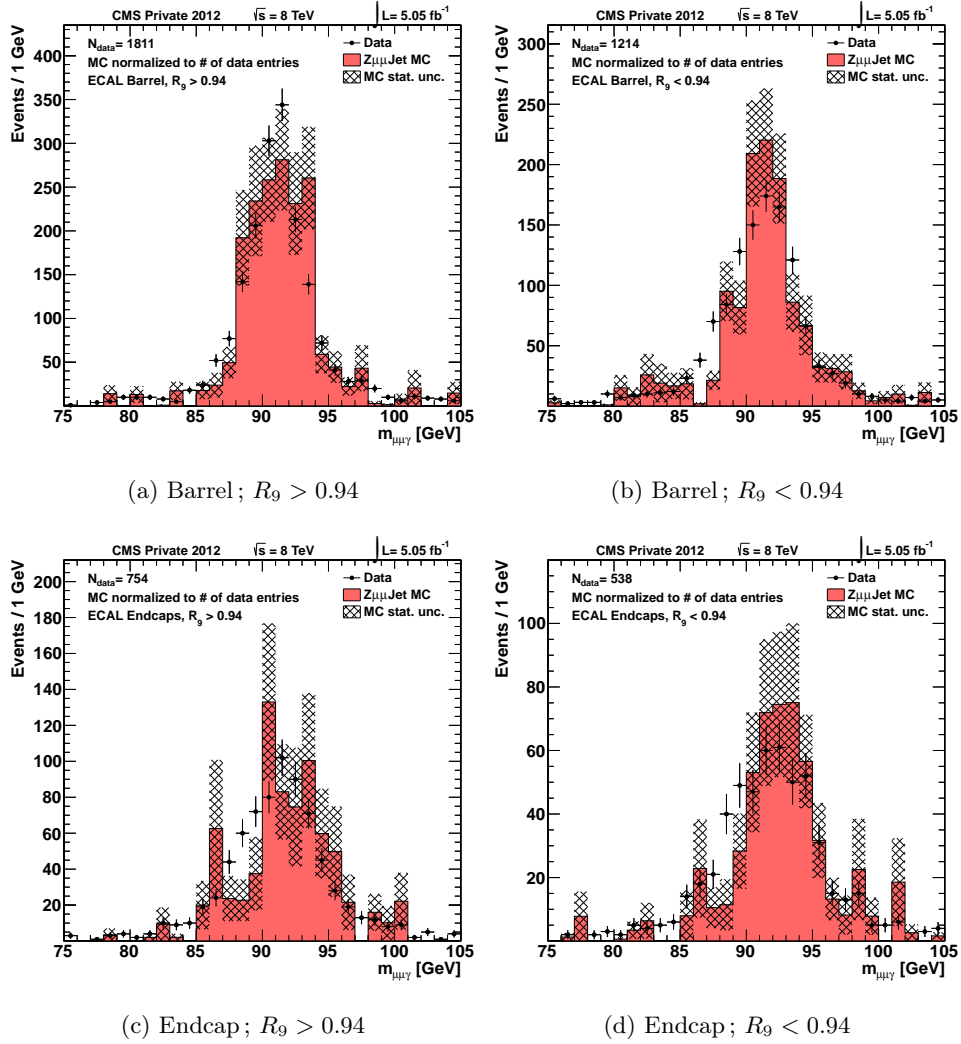 CMS Private 2012 √s = 8 TeV ∫L= 5.05 fb⁻¹
N_data= 1811
MC normalized to # of data entries
ECAL Barrel, R_9 > 0.94
Data
ZμμJet MC
MC stat. unc.
Events / 1 GeV
400
350
300
250
200
150
100
50
75 80 85 90 95 100 105
m_μμγ [GeV]
(a) Barrel ; R_9 > 0.94
CMS Private 2012 √s = 8 TeV ∫L= 5.05 fb⁻¹
N_data= 1214
MC normalized to # of data entries
ECAL Barrel, R_9 < 0.94
Data
ZμμJet MC
MC stat. unc.
Events / 1 GeV
300
250
200
150
100
50
75 80 85 90 95 100 105
m_μμγ [GeV]
(b) Barrel ; R_9 < 0.94
CMS Private 2012 √s = 8 TeV ∫L= 5.05 fb⁻¹
N_data= 754
MC normalized to # of data entries
ECAL Endcaps, R_9 > 0.94
Data
ZμμJet MC
MC stat. unc.
Events / 1 GeV
200
180
160
140
120
100
80
60
40
20
75 80 85 90 95 100 105
m_μμγ [GeV]
(c) Endcap ; R_9 > 0.94
CMS Private 2012 √s = 8 TeV ∫L= 5.05 fb⁻¹
N_data= 538
MC normalized to # of data entries
ECAL Endcaps, R_9 < 0.94
Data
ZμμJet MC
MC stat. unc.
Events / 1 GeV
100
80
60
40
20
75 80 85 90 95 100 105
m_μμγ [GeV]
(d) Endcap ; R_9 < 0.94